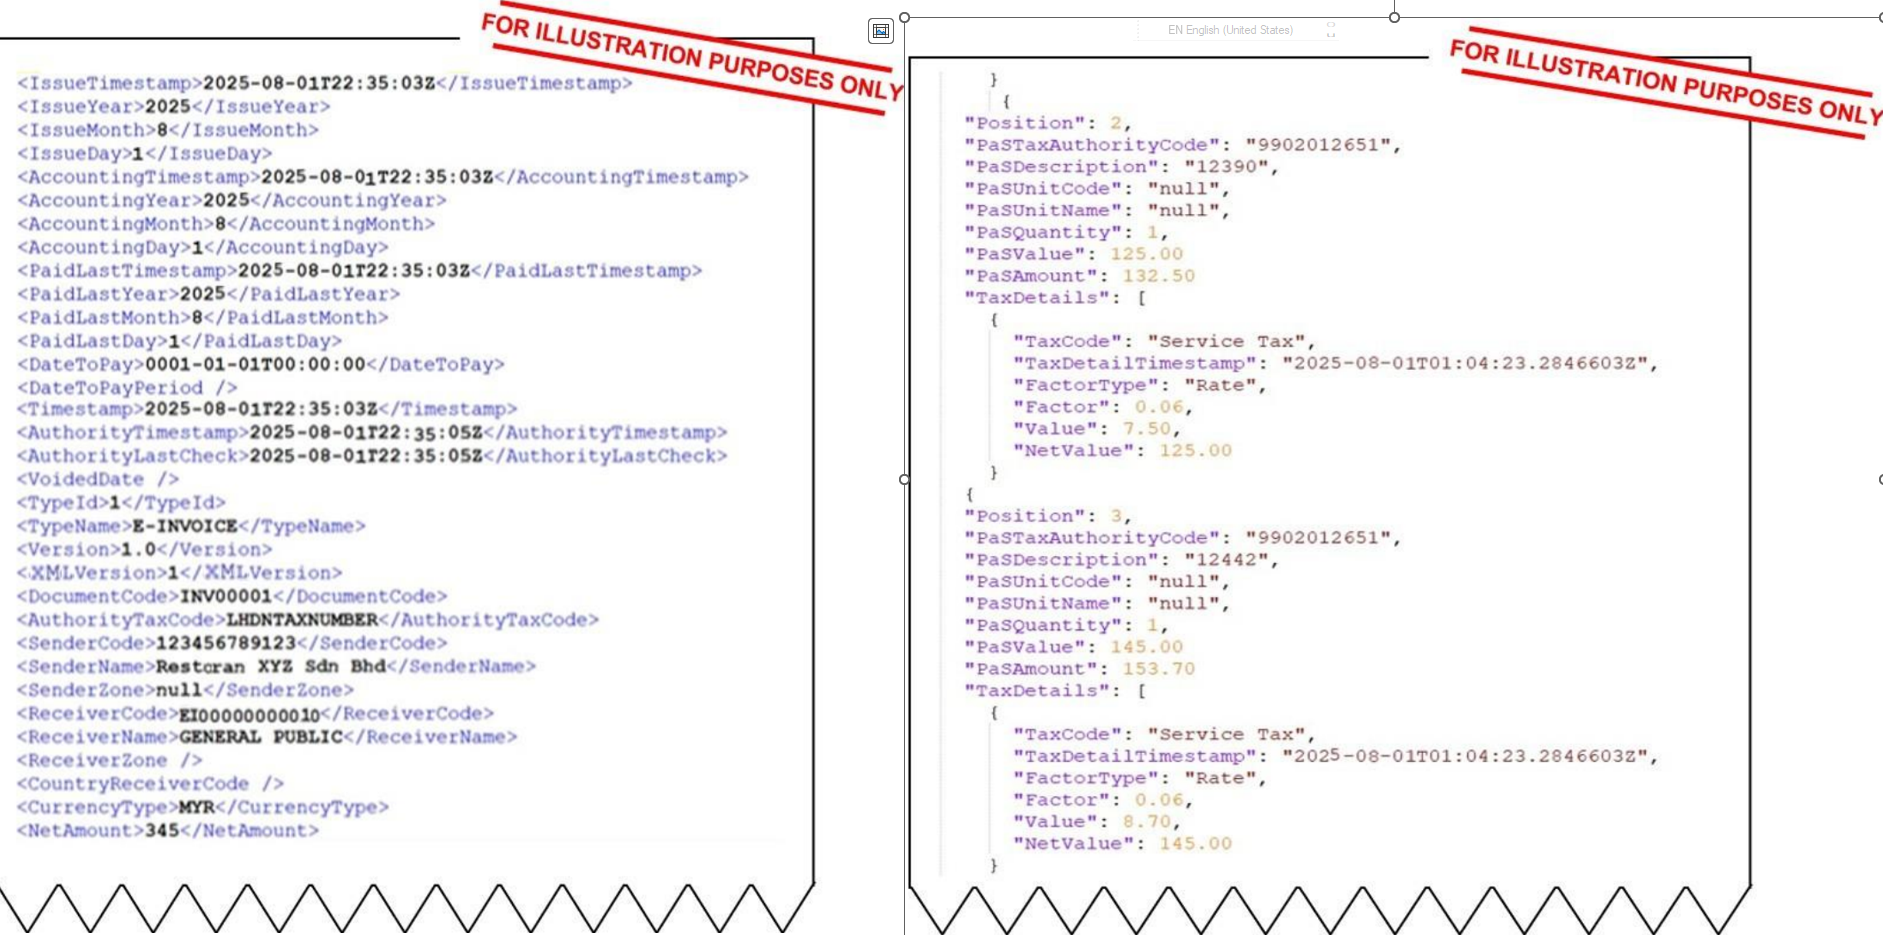 FOR ILLUSTRATION PURPOSES ONLY
<IssueTimestamp>2025-08-01T22:35:03Z</IssueTimestamp>
<IssueYear>2025</IssueYear>
<IssueMonth>8</IssueMonth>
<IssueDay>1</IssueDay>
<AccountingTimestamp>2025-08-01T22:35:03Z</AccountingTimestamp>
<AccountingYear>2025</AccountingYear>
<AccountingMonth>8</AccountingMonth>
<AccountingDay>1</AccountingDay>
<PaidLastTimestamp>2025-08-01T22:35:03Z</PaidLastTimestamp>
<PaidLastYear>2025</PaidLastYear>
<PaidLastMonth>8</PaidLastMonth>
<PaidLastDay>1</PaidLastDay>
<DateToPay>0001-01-01T00:00:00</DateToPay>
<DateToPayPeriod />
<Timestamp>2025-08-01T22:35:03Z</Timestamp>
<AuthorityTimestamp>2025-08-01T22:35:05Z</AuthorityTimestamp>
<AuthorityLastCheck>2025-08-01T22:35:05Z</AuthorityLastCheck>
<VoidedDate />
<TypeId>1</TypeId>
<TypeName>E-INVOICE</TypeName>
<Version>1.0</Version>
<XMLVersion>1</XMLVersion>
<DocumentCode>INV00001</DocumentCode>
<AuthorityTaxCode>LHDNTAXNUMBER</AuthorityTaxCode>
<SenderCode>123456789123</SenderCode>
<SenderName>Restoran XYZ Sdn Bhd</SenderName>
<SenderZone>null</SenderZone>
<ReceiverCode>EI00000000010</ReceiverCode>
<ReceiverName>GENERAL PUBLIC</ReceiverName>
<ReceiverZone />
<CountryReceiverCode />
<CurrencyType>MYR</CurrencyType>
<NetAmount>345</NetAmount>
EN English (United States)
FOR ILLUSTRATION PURPOSES ONLY
}
{
"Position": 2,
"PaSTaxAuthorityCode": "9902012651",
"PaSDescription": "12390",
"PaSUnitCode": "null",
"PaSUnitName": "null",
"PaSQuantity": 1,
"PaSValue": 125.00
"PaSAmount": 132.50
"TaxDetails": [
{
"TaxCode": "Service Tax",
"TaxDetailTimestamp": "2025-08-01T01:04:23.2846603Z",
"FactorType": "Rate",
"Factor": 0.06,
"Value": 7.50,
"NetValue": 125.00
}
{
"Position": 3,
"PaSTaxAuthorityCode": "9902012651",
"PaSDescription": "12442",
"PaSUnitCode": "null",
"PaSUnitName": "null",
"PaSQuantity": 1,
"PaSValue": 145.00
"PaSAmount": 153.70
"TaxDetails": [
{
"TaxCode": "Service Tax",
"TaxDetailTimestamp": "2025-08-01T01:04:23.2846603Z",
"FactorType": "Rate",
"Factor": 0.06,
"Value": 8.70,
"NetValue": 145.00
}